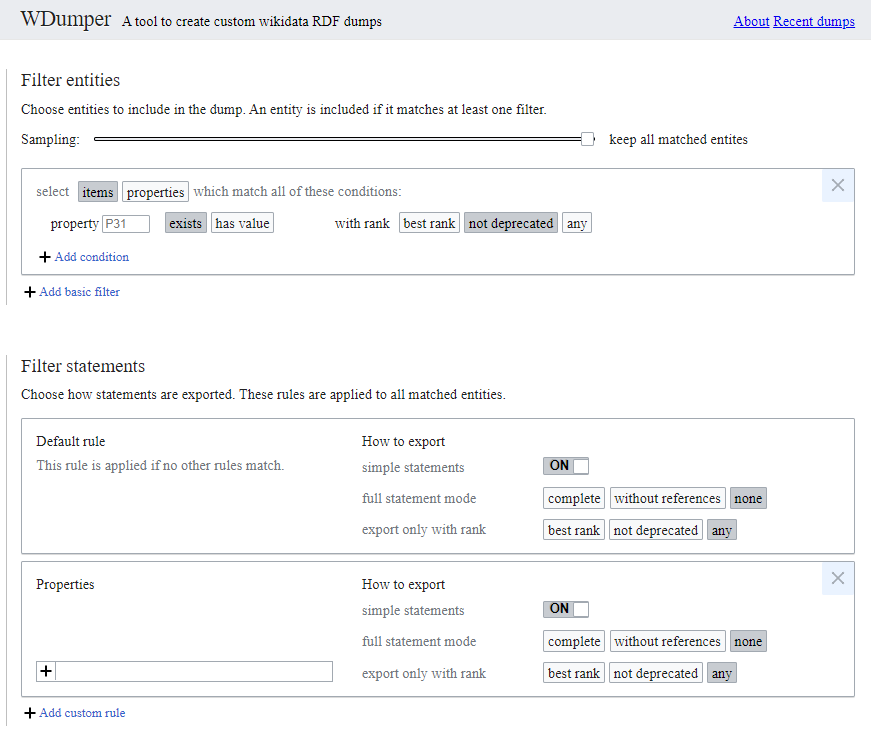 WDumper A tool to create custom wikidata RDF dumps About Recent dumps
Filter entities
Choose entities to include in the dump. An entity is included if it matches at least one filter.
Sampling: keep all matched entites
select items properties which match all of these conditions:
property P31 exists has value with rank best rank not deprecated any
+ Add condition
+ Add basic filter
Filter statements
Choose how statements are exported. These rules are applied to all matched entities.
Default rule How to export
This rule is applied if no other rules match. simple statements ON
full statement mode complete without references none
export only with rank best rank not deprecated any
Properties How to export
simple statements ON
full statement mode complete without references none
+ export only with rank best rank not deprecated any
+ Add custom rule